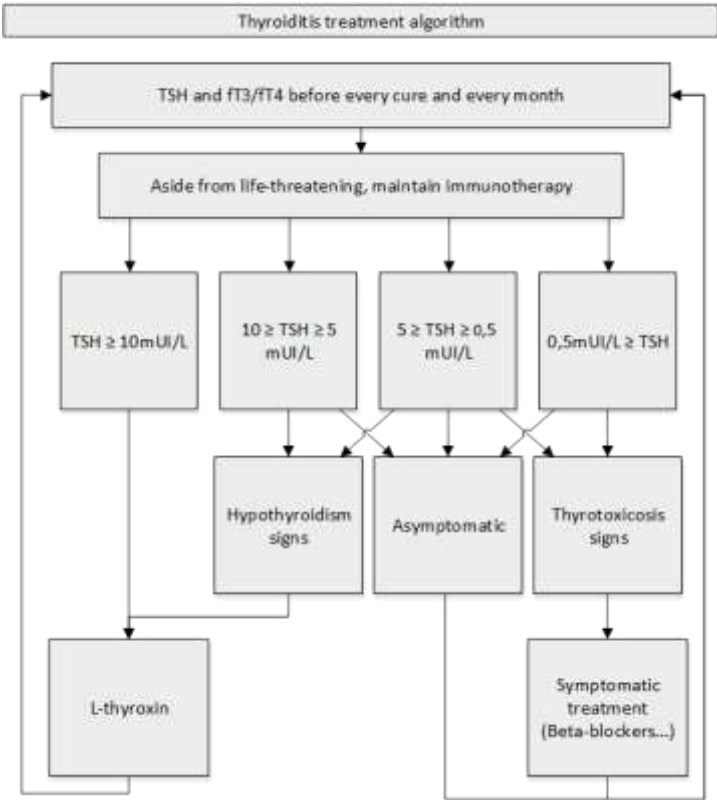 Thyroiditis treatment algorithm
TSH and fT3/fT4 before every cure and every month
Aside from life-threatening, maintain immunotherapy
TSH ≥ 10mUI/L
10 ≥ TSH ≥ 5
mUI/L
5 ≥ TSH ≥ 0,5
mUI/L
0,5mUI/L ≥ TSH
Hypothyroidism
signs
Asymptomatic
Thyrotoxicosis
signs
L-thyroxin
Symptomatic
treatment
(Beta-blockers...)